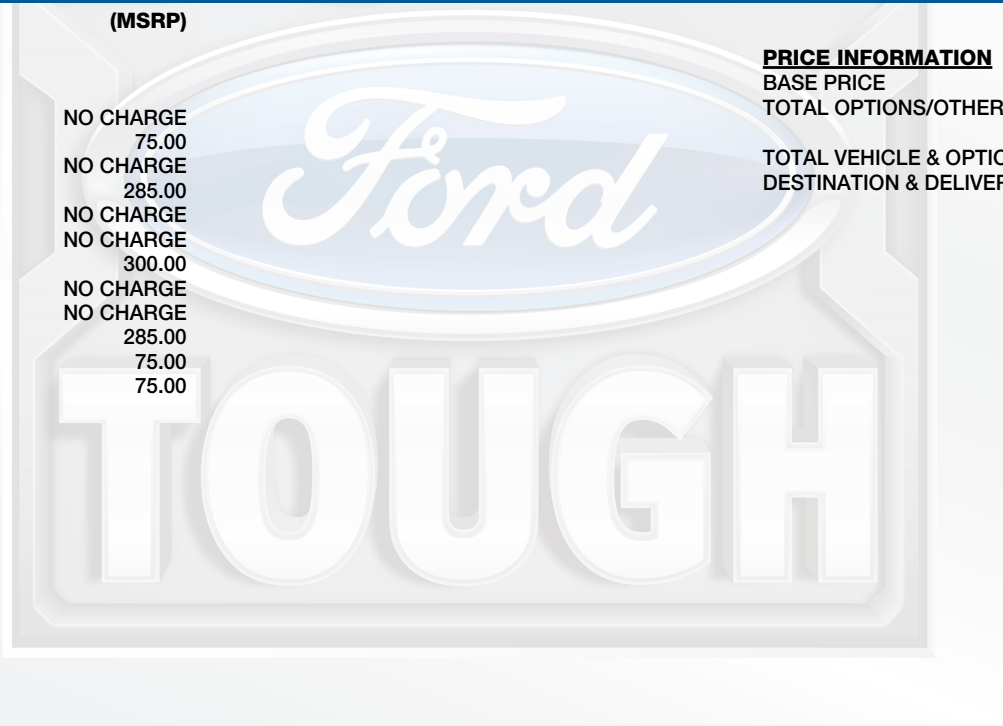 (MSRP)
NO CHARGE
75.00
NO CHARGE
285.00
NO CHARGE
NO CHARGE
300.00
NO CHARGE
NO CHARGE
285.00
75.00
75.00
PRICE INFORMATION
BASE PRICE
TOTAL OPTIONS/OTHER
TOTAL VEHICLE & OPTIO
DESTINATION & DELIVER
Ford
TOUGH